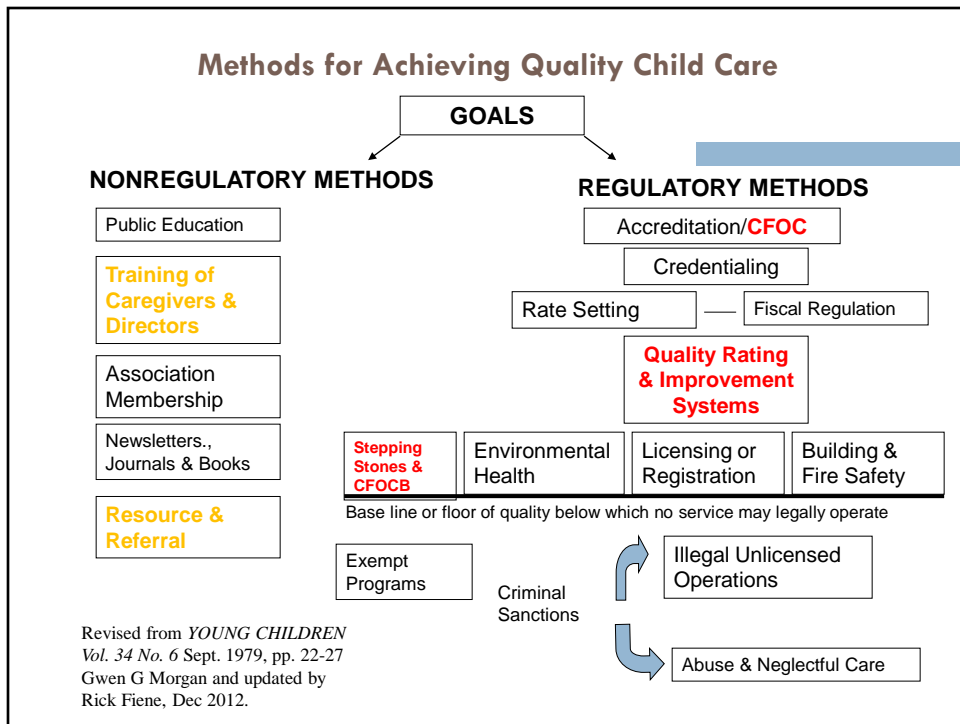 Methods for Achieving Quality Child Care
GOALS
NONREGULATORY METHODS
Public Education
Training of
Caregivers &
Directors
Association
Membership
Newsletters.,
Journals & Books
Resource &
Referral
REGULATORY METHODS
Accreditation/CFOC
Credentialing
Rate Setting
Fiscal Regulation
Quality Rating
& Improvement
Systems
Stepping
Stones &
CFOCB
Environmental
Health
Licensing or
Registration
Building &
Fire Safety
Base line or floor of quality below which no service may legally operate
Exempt
Programs
Criminal
Sanctions
Illegal Unlicensed
Operations
Abuse & Neglectful Care
Revised from YOUNG CHILDREN
Vol. 34 No. 6 Sept. 1979, pp. 22-27
Gwen G Morgan and updated by
Rick Fiene, Dec 2012.